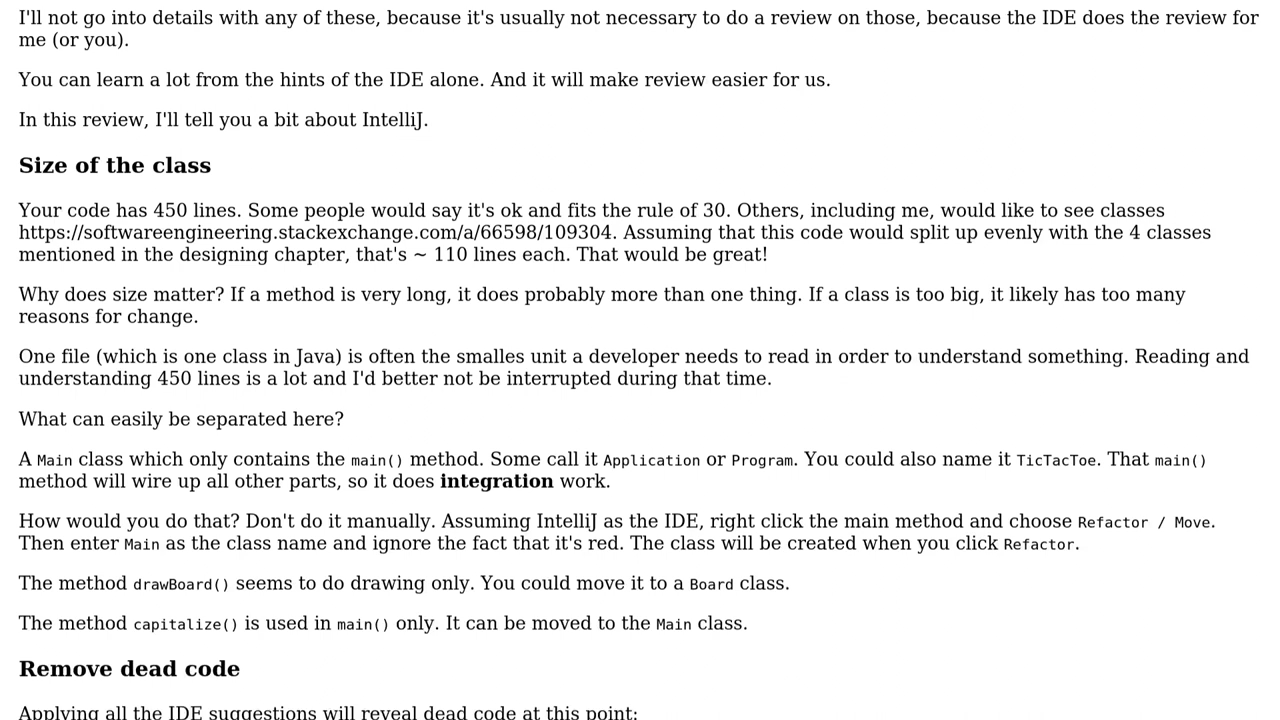 I'll not go into details with any of these, because it's usually not necessary to do a review on those, because the IDE does the review for
me (or you).
You can learn a lot from the hints of the IDE alone. And it will make review easier for us.
In this review, I'll tell you a bit about IntelliJ.
Size of the class
Your code has 450 lines. Some people would say it's ok and fits the rule of 30. Others, including me, would like to see classes
https://softwareengineering.stackexchange.com/a/66598/109304. Assuming that this code would split up evenly with the 4 classes
mentioned in the designing chapter, that's ~ 110 lines each. That would be great!
Why does size matter? If a method is very long, it does probably more than one thing. If a class is too big, it likely has too many
reasons for change.
One file (which is one class in Java) is often the smalles unit a developer needs to read in order to understand something. Reading and
understanding 450 lines is a lot and I'd better not be interrupted during that time.
What can easily be separated here?
A Main class which only contains the main() method. Some call it Application or Program. You could also name it TicTacToe. That main()
method will wire up all other parts, so it does integration work.
How would you do that? Don't do it manually. Assuming IntelliJ as the IDE, right click the main method and choose Refactor / Move.
Then enter Main as the class name and ignore the fact that it's red. The class will be created when you click Refactor.
The method drawBoard() seems to do drawing only. You could move it to a Board class.
The method capitalize() is used in main() only. It can be moved to the Main class.
Remove dead code
Applying all the IDE suggestions will reveal dead code at this point: